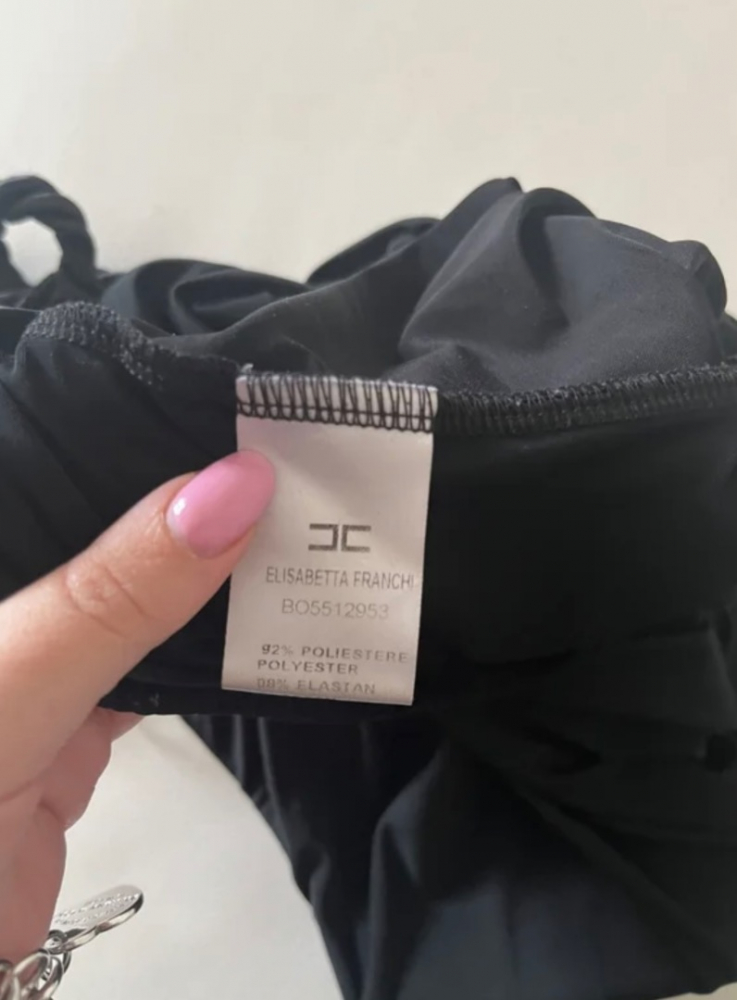 ELISABETTA FRANCHI
BO5512953
92% POLIESTERE
POLYESTER
08% ELASTAN